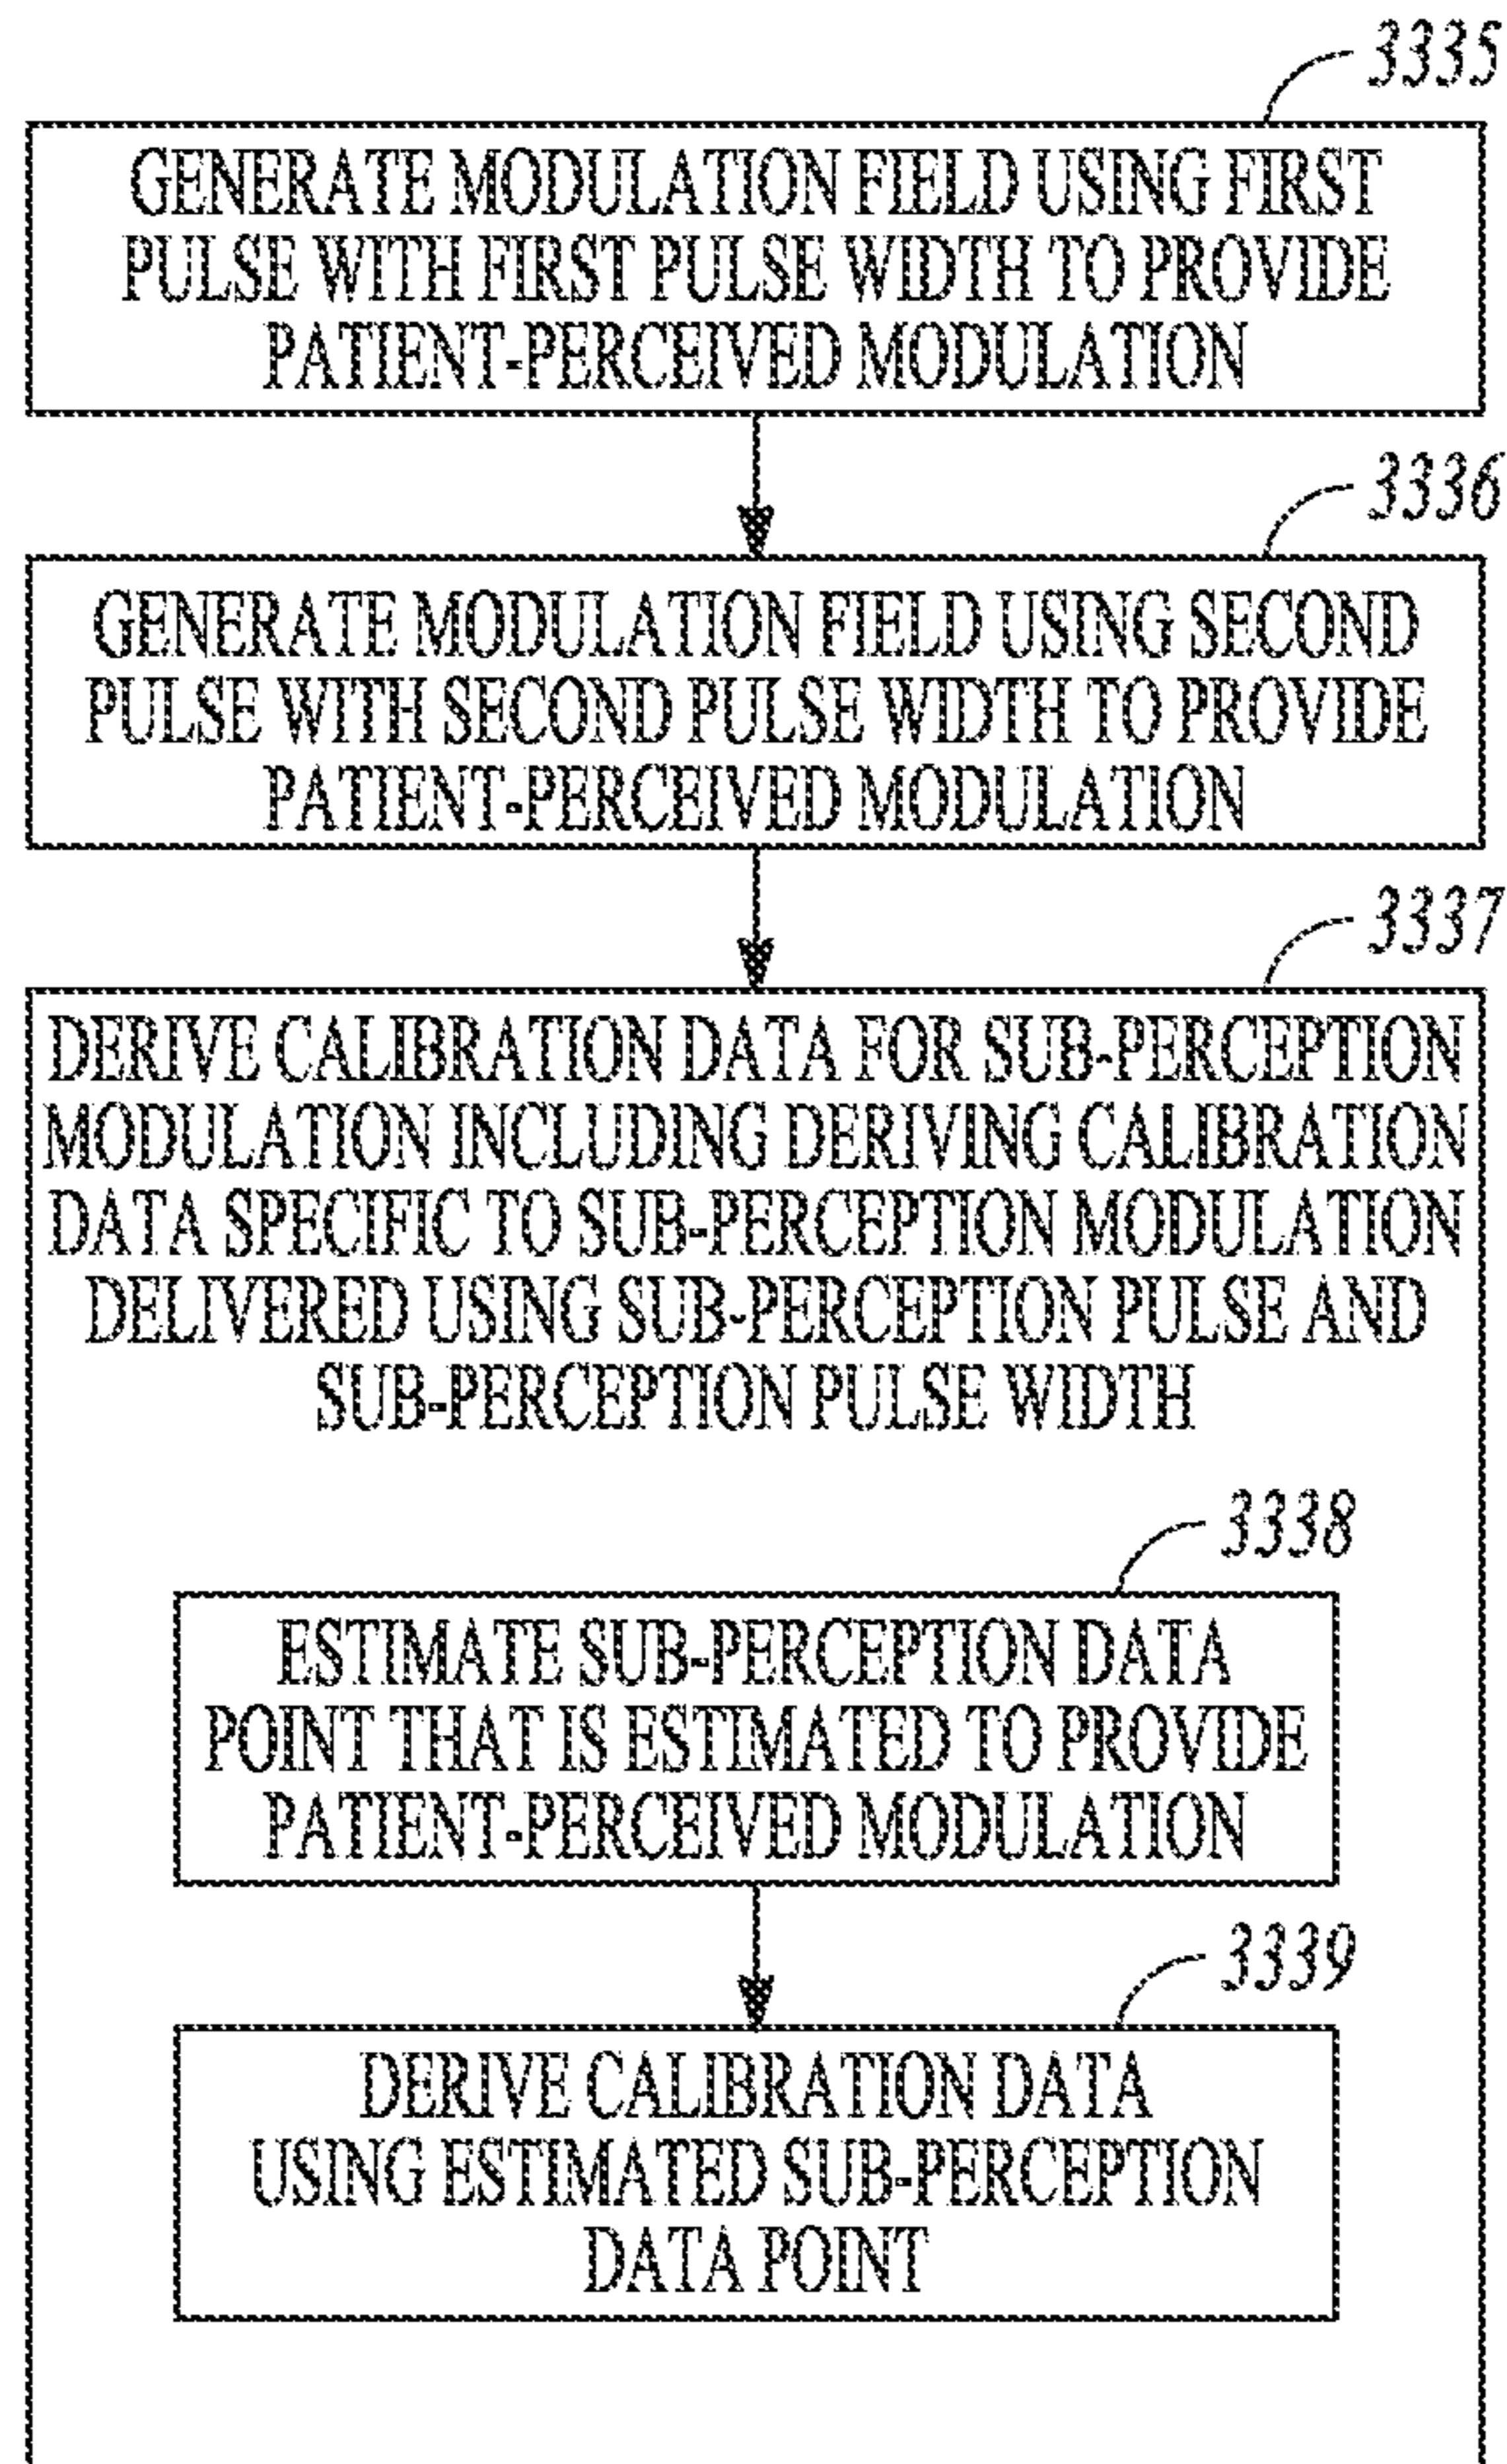 3335
GENERATE MODULATION FIELD USING FIRST
PULSE WITH FIRST PULSE WIDTH TO PROVIDE
PATIENT-PERCEIVED MODULATION
3336
GENERATE MODULATION FIELD USING SECOND
PULSE WITH SECOND PULSE WIDTH TO PROVIDE
PATIENT-PERCEIVED MODULATION
3337
DERIVE CALIBRATION DATA FOR SUB-PERCEPTION
MODULATION INCLUDING DERIVING CALIBRATION
DATA SPECIFIC TO SUB-PERCEPTION MODULATION
DELIVERED USING SUB-PERCEPTION PULSE AND
SUB-PERCEPTION PULSE WIDTH
3338
ESTIMATE SUB-PERCEPTION DATA
POINT THAT IS ESTIMATED TO PROVIDE
PATIENT-PERCEIVED MODULATION
3339
DERIVE CALIBRATION DATA
USING ESTIMATED SUB-PERCEPTION
DATA POINT